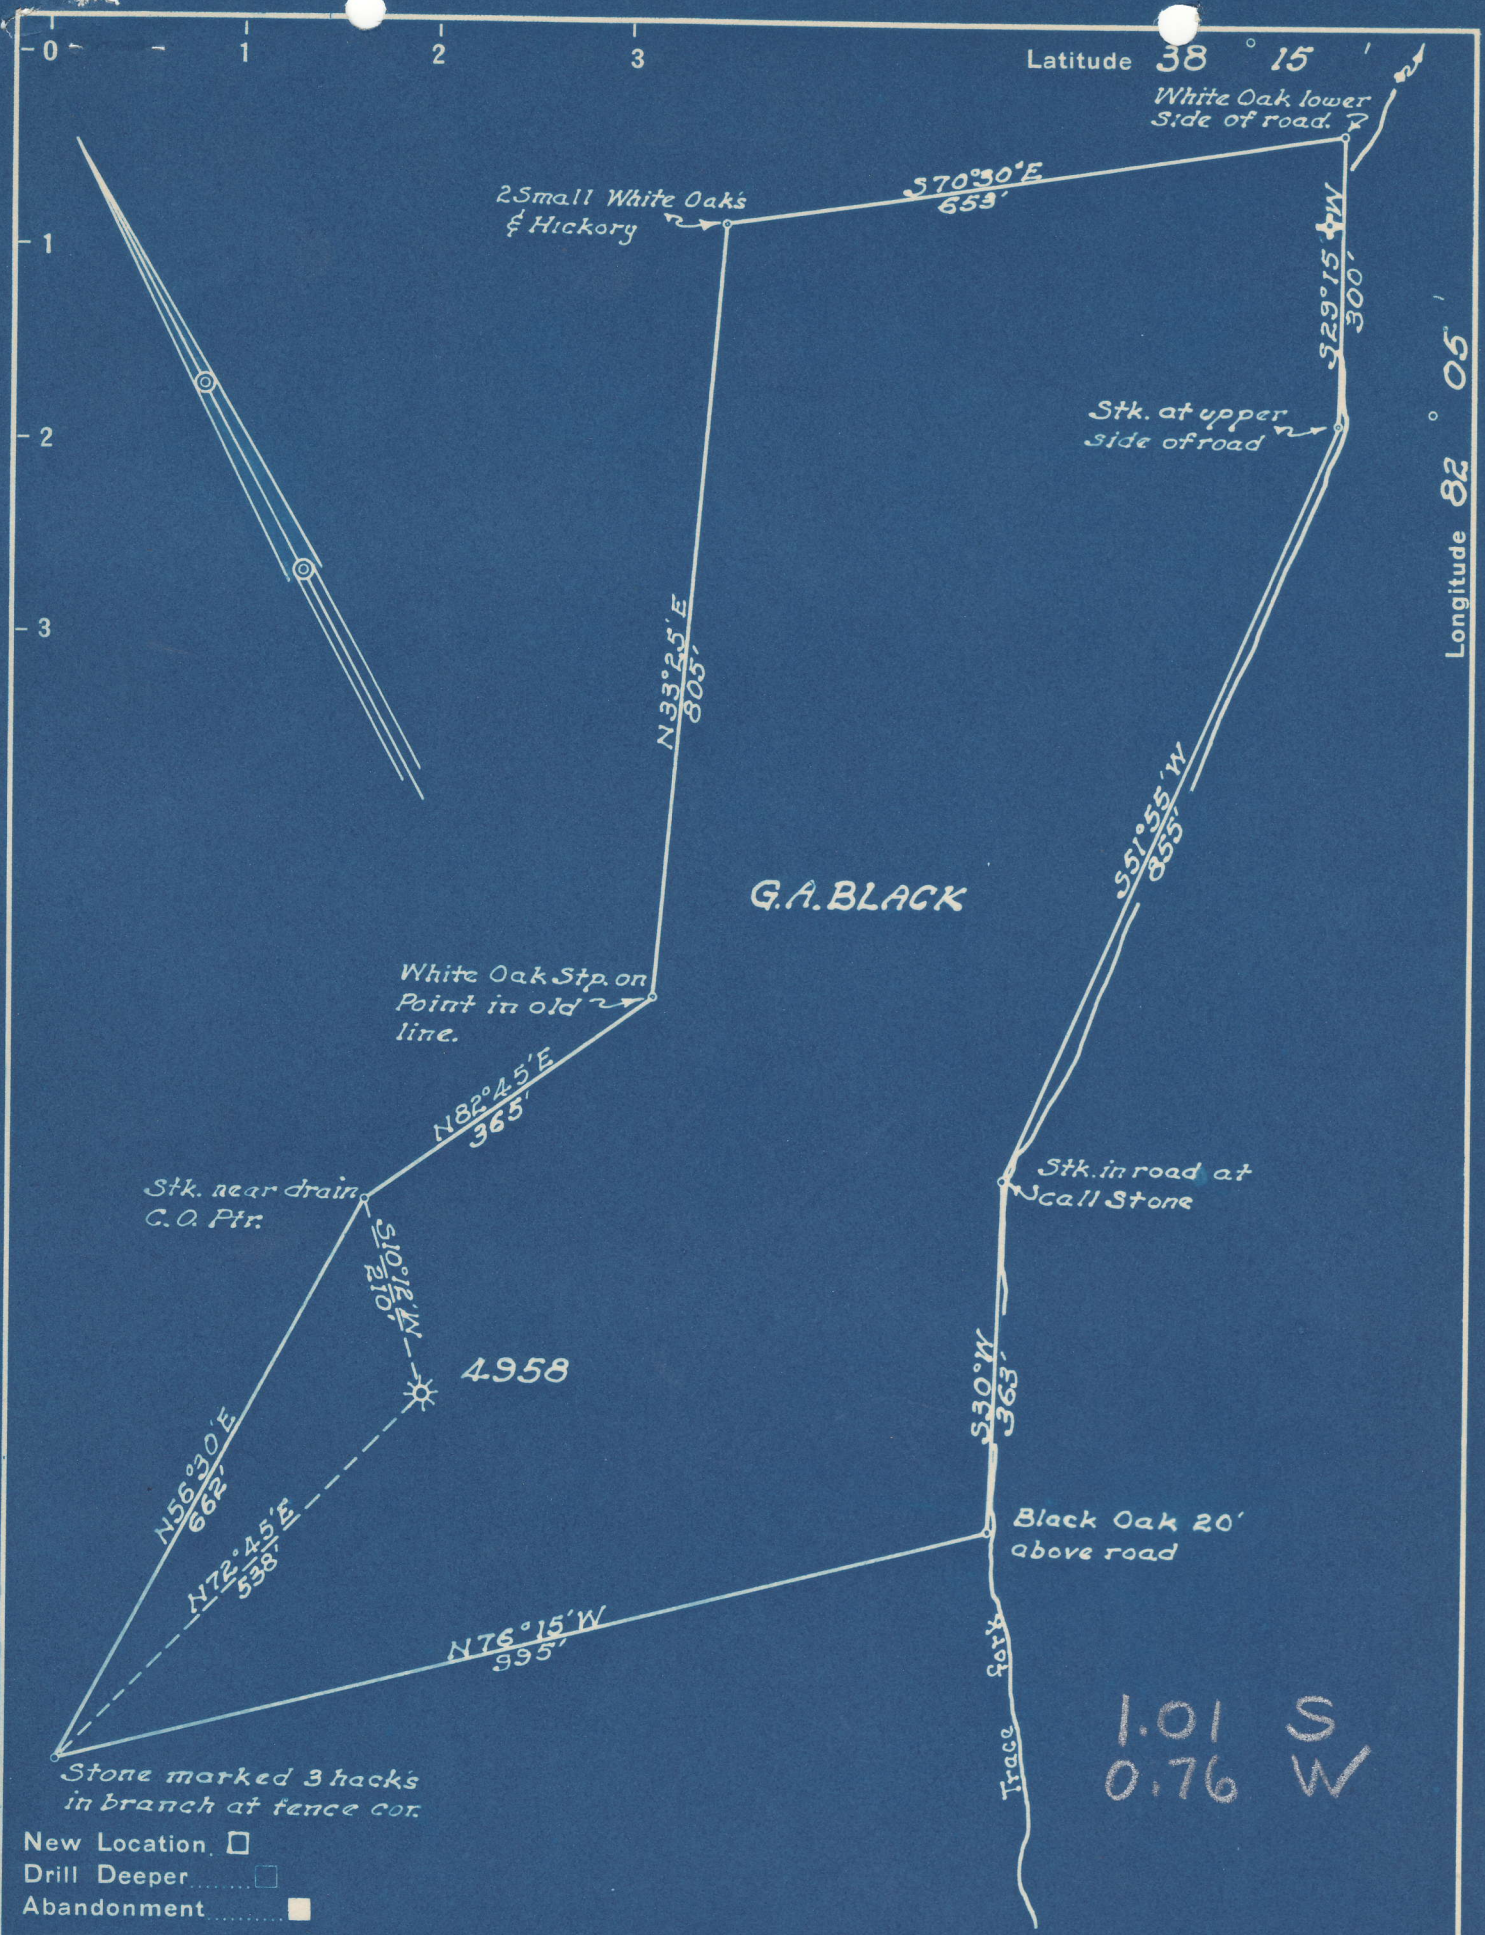 0 1 2 3
Latitude 38° 15'
White Oak lower
Side of road.
S70°30'E
653'
2 Small White Oak's
& Hickory
1
S29°15'W
300'
Longitude 82° 05'
Stk. at upper
side of road
2
3
N33°25'E
805'
S51°55'W
855'
G.A. BLACK
White Oak Stp. on
Point in old
line.
N82°45'E
365'
Stk. in road at
Call Stone
Stk. near drain
C.O. Ptr.
S10°12'W
210'
4958
S30°W
363'
N56°30'E
662'
N72°45'E
538'
Black Oak 20'
above road
N76°15'W
995'
Trace Fork
1.01 S
0.76 W
Stone marked 3 hacks
in branch at fence cor.
New Location
Drill Deeper
Abandonment